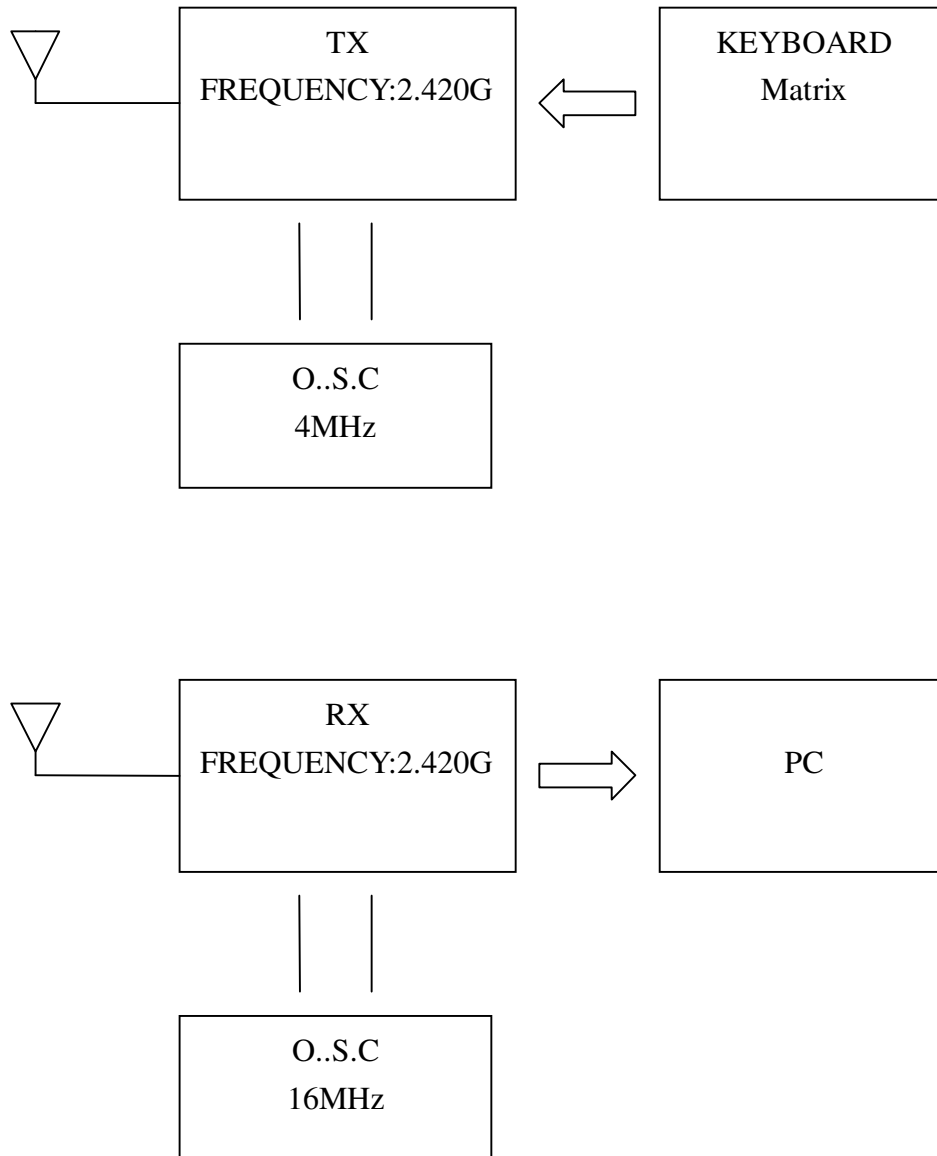 TX
FREQUENCY:2.420G
KEYBOARD
Matrix
O..S.C
4MHz
RX
FREQUENCY:2.420G
PC
O..S.C
16MHz